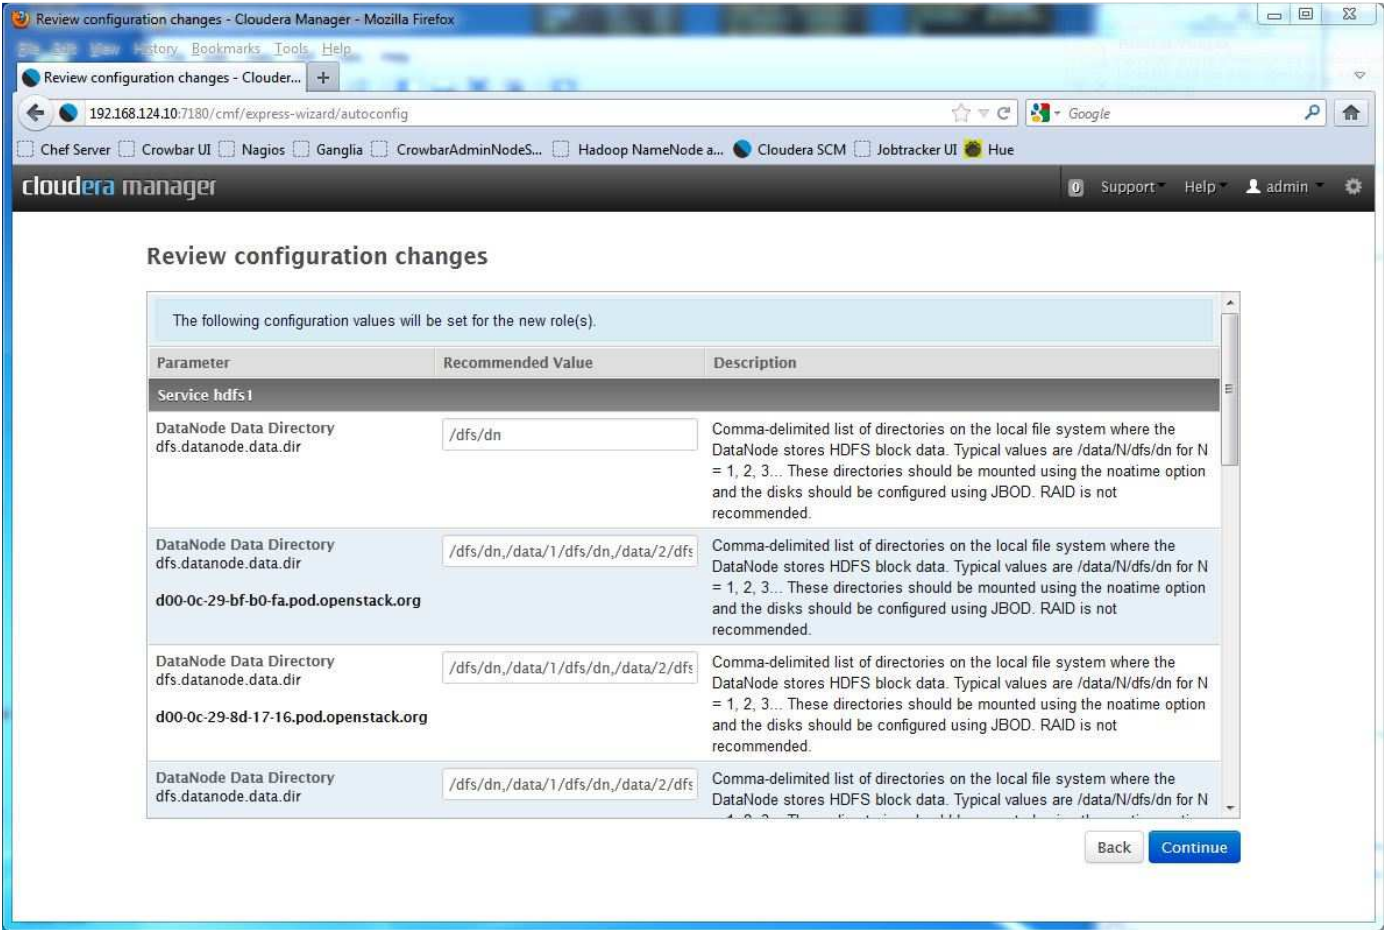 Review configuration changes - Cloudera Manager - Mozilla Firefox
File Edit View History Bookmarks Tools Help
Review configuration changes - Clouder... +
192.168.124.10:7180/cmf/express-wizard/autoconfig
Google
Chef Server Crowbar UI Nagios Ganglia CrowbarAdminNodeS... Hadoop NameNode a... Cloudera SCM Jobtracker UI Hue
cloudera manager
0 Support Help admin
Review configuration changes
The following configuration values will be set for the new role(s).
Parameter Recommended Value Description
Service hdfs1
DataNode Data Directory
dfs.datanode.data.dir
/dfs/dn
Comma-delimited list of directories on the local file system where the
DataNode stores HDFS block data. Typical values are /data/N/dfs/dn for N
= 1, 2, 3... These directories should be mounted using the noatime option
and the disks should be configured using JBOD. RAID is not
recommended.
DataNode Data Directory
dfs.datanode.data.dir
d00-0c-29-bf-b0-fa.pod.openstack.org
/dfs/dn,/data/1/dfs/dn,/data/2/dfs
Comma-delimited list of directories on the local file system where the
DataNode stores HDFS block data. Typical values are /data/N/dfs/dn for N
= 1, 2, 3... These directories should be mounted using the noatime option
and the disks should be configured using JBOD. RAID is not
recommended.
DataNode Data Directory
dfs.datanode.data.dir
d00-0c-29-8d-17-16.pod.openstack.org
/dfs/dn,/data/1/dfs/dn,/data/2/dfs
Comma-delimited list of directories on the local file system where the
DataNode stores HDFS block data. Typical values are /data/N/dfs/dn for N
= 1, 2, 3... These directories should be mounted using the noatime option
and the disks should be configured using JBOD. RAID is not
recommended.
DataNode Data Directory
dfs.datanode.data.dir
/dfs/dn,/data/1/dfs/dn,/data/2/dfs
Comma-delimited list of directories on the local file system where the
DataNode stores HDFS block data. Typical values are /data/N/dfs/dn for N
Back Continue